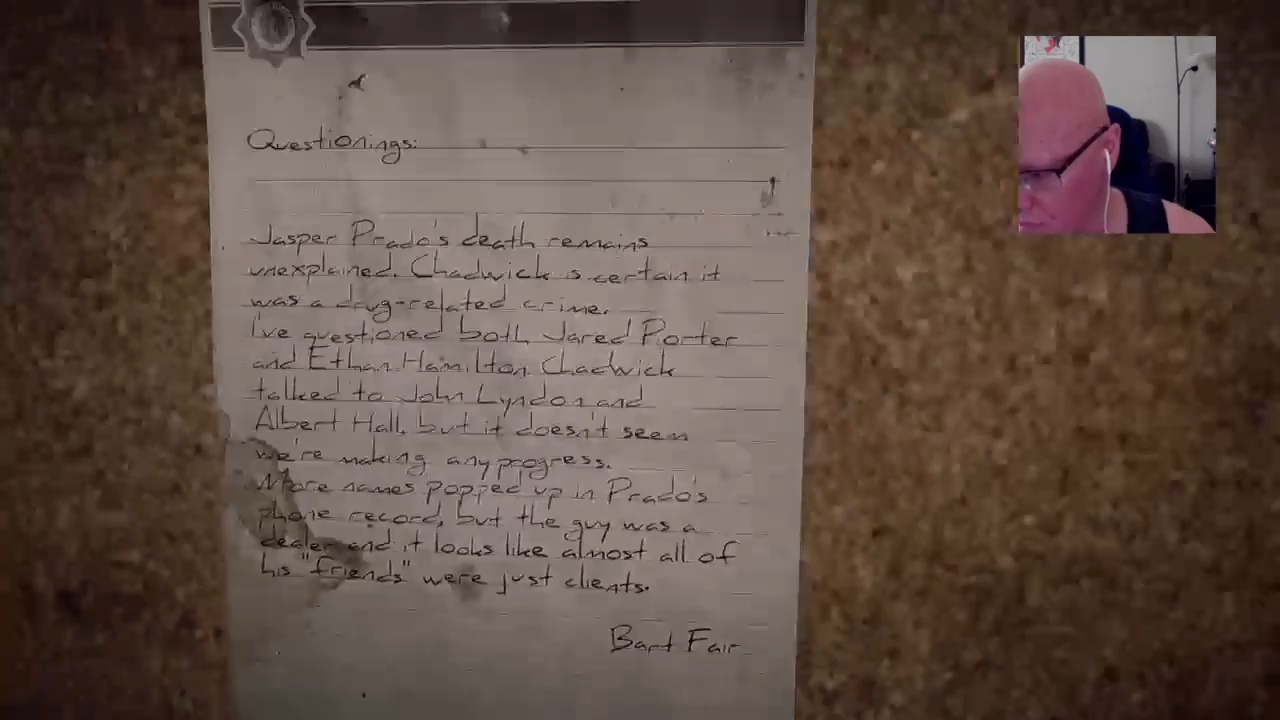 Questionings:
Jasper Prado's death remains
unexplained. Chadwick is certain it
was a drug-related crime.
I've questioned both Jared Porter
and Ethan Hamilton. Chadwick
talked to John Lyndon and
Albert Hall, but it doesn't seem
we're making any progress.
More names popped up in Prado's
phone record, but the guy was a
dealer and it looks like almost all of
his "friends" were just clients.
Bart Fair